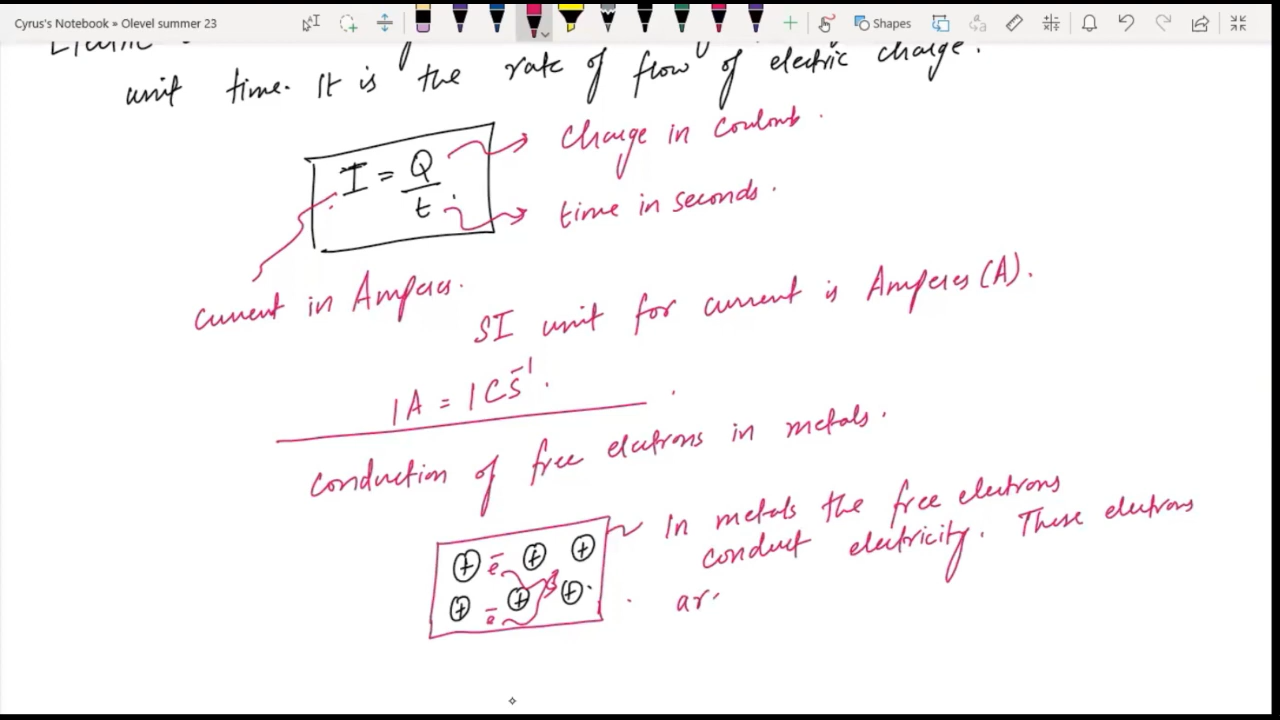 Cyrus's Notebook » Olevel summer 23
Shapes
unit time. It is the rate of flow of electric charge.
I = Q/t
Charge in Coulomb.
time in seconds.
Current in Amperes.
SI unit for current is Amperes (A).
1A = 1Cs⁻¹.
Conduction of free electrons in metals.
In metals the free electrons
conduct electricity. These electrons
ar
+ e⁻ + +
+ e⁻ + +